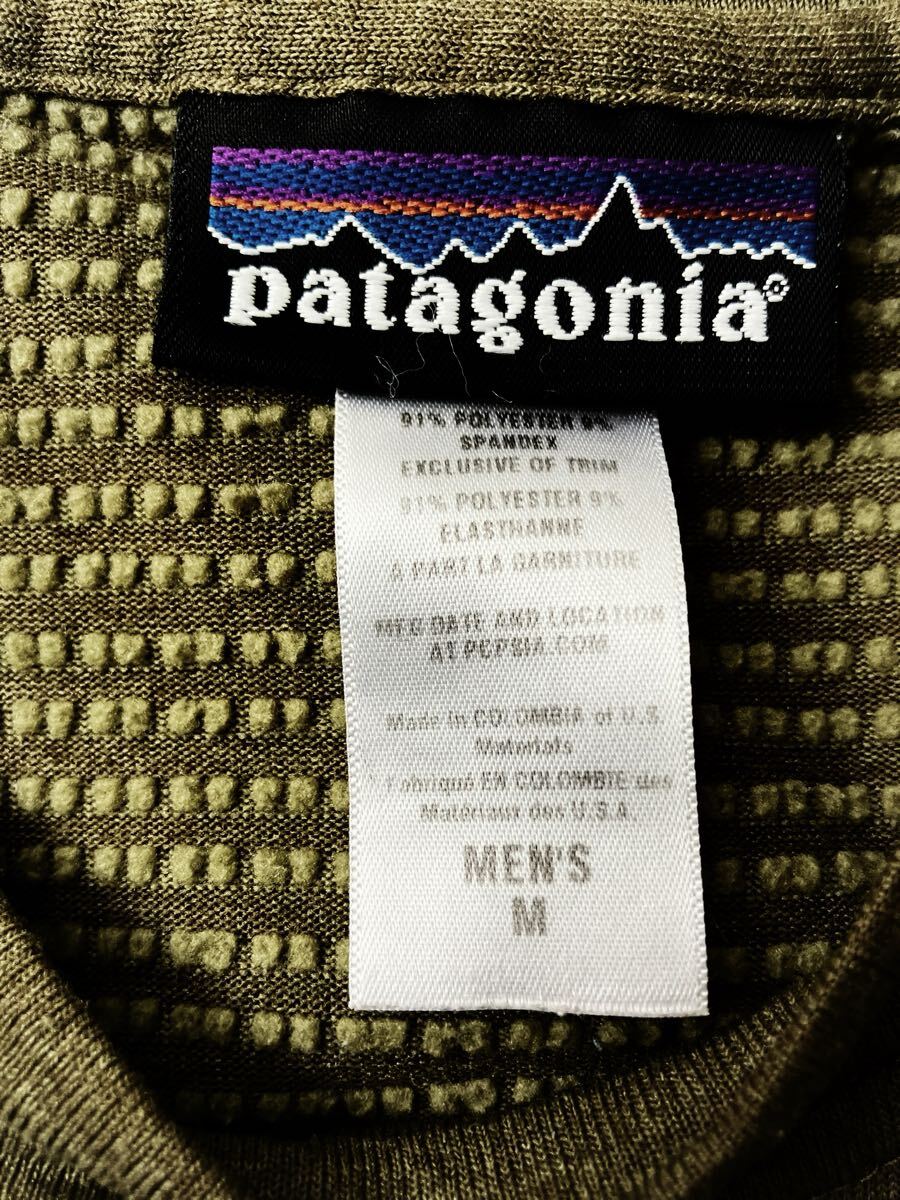 patagonia®
91% POLYESTER 9%
SPANDEX
EXCLUSIVE OF TRIM
91% POLYESTER 9%
ELASTHANNE
A PART LA GARNITURE
MFG DATE AND LOCATION
AT PCPSIA.COM
Made in COLOMBIA of U.S.
Materials
Fabriqué EN COLOMBIE des
Matériaux des U.S.A.
MEN'S
M